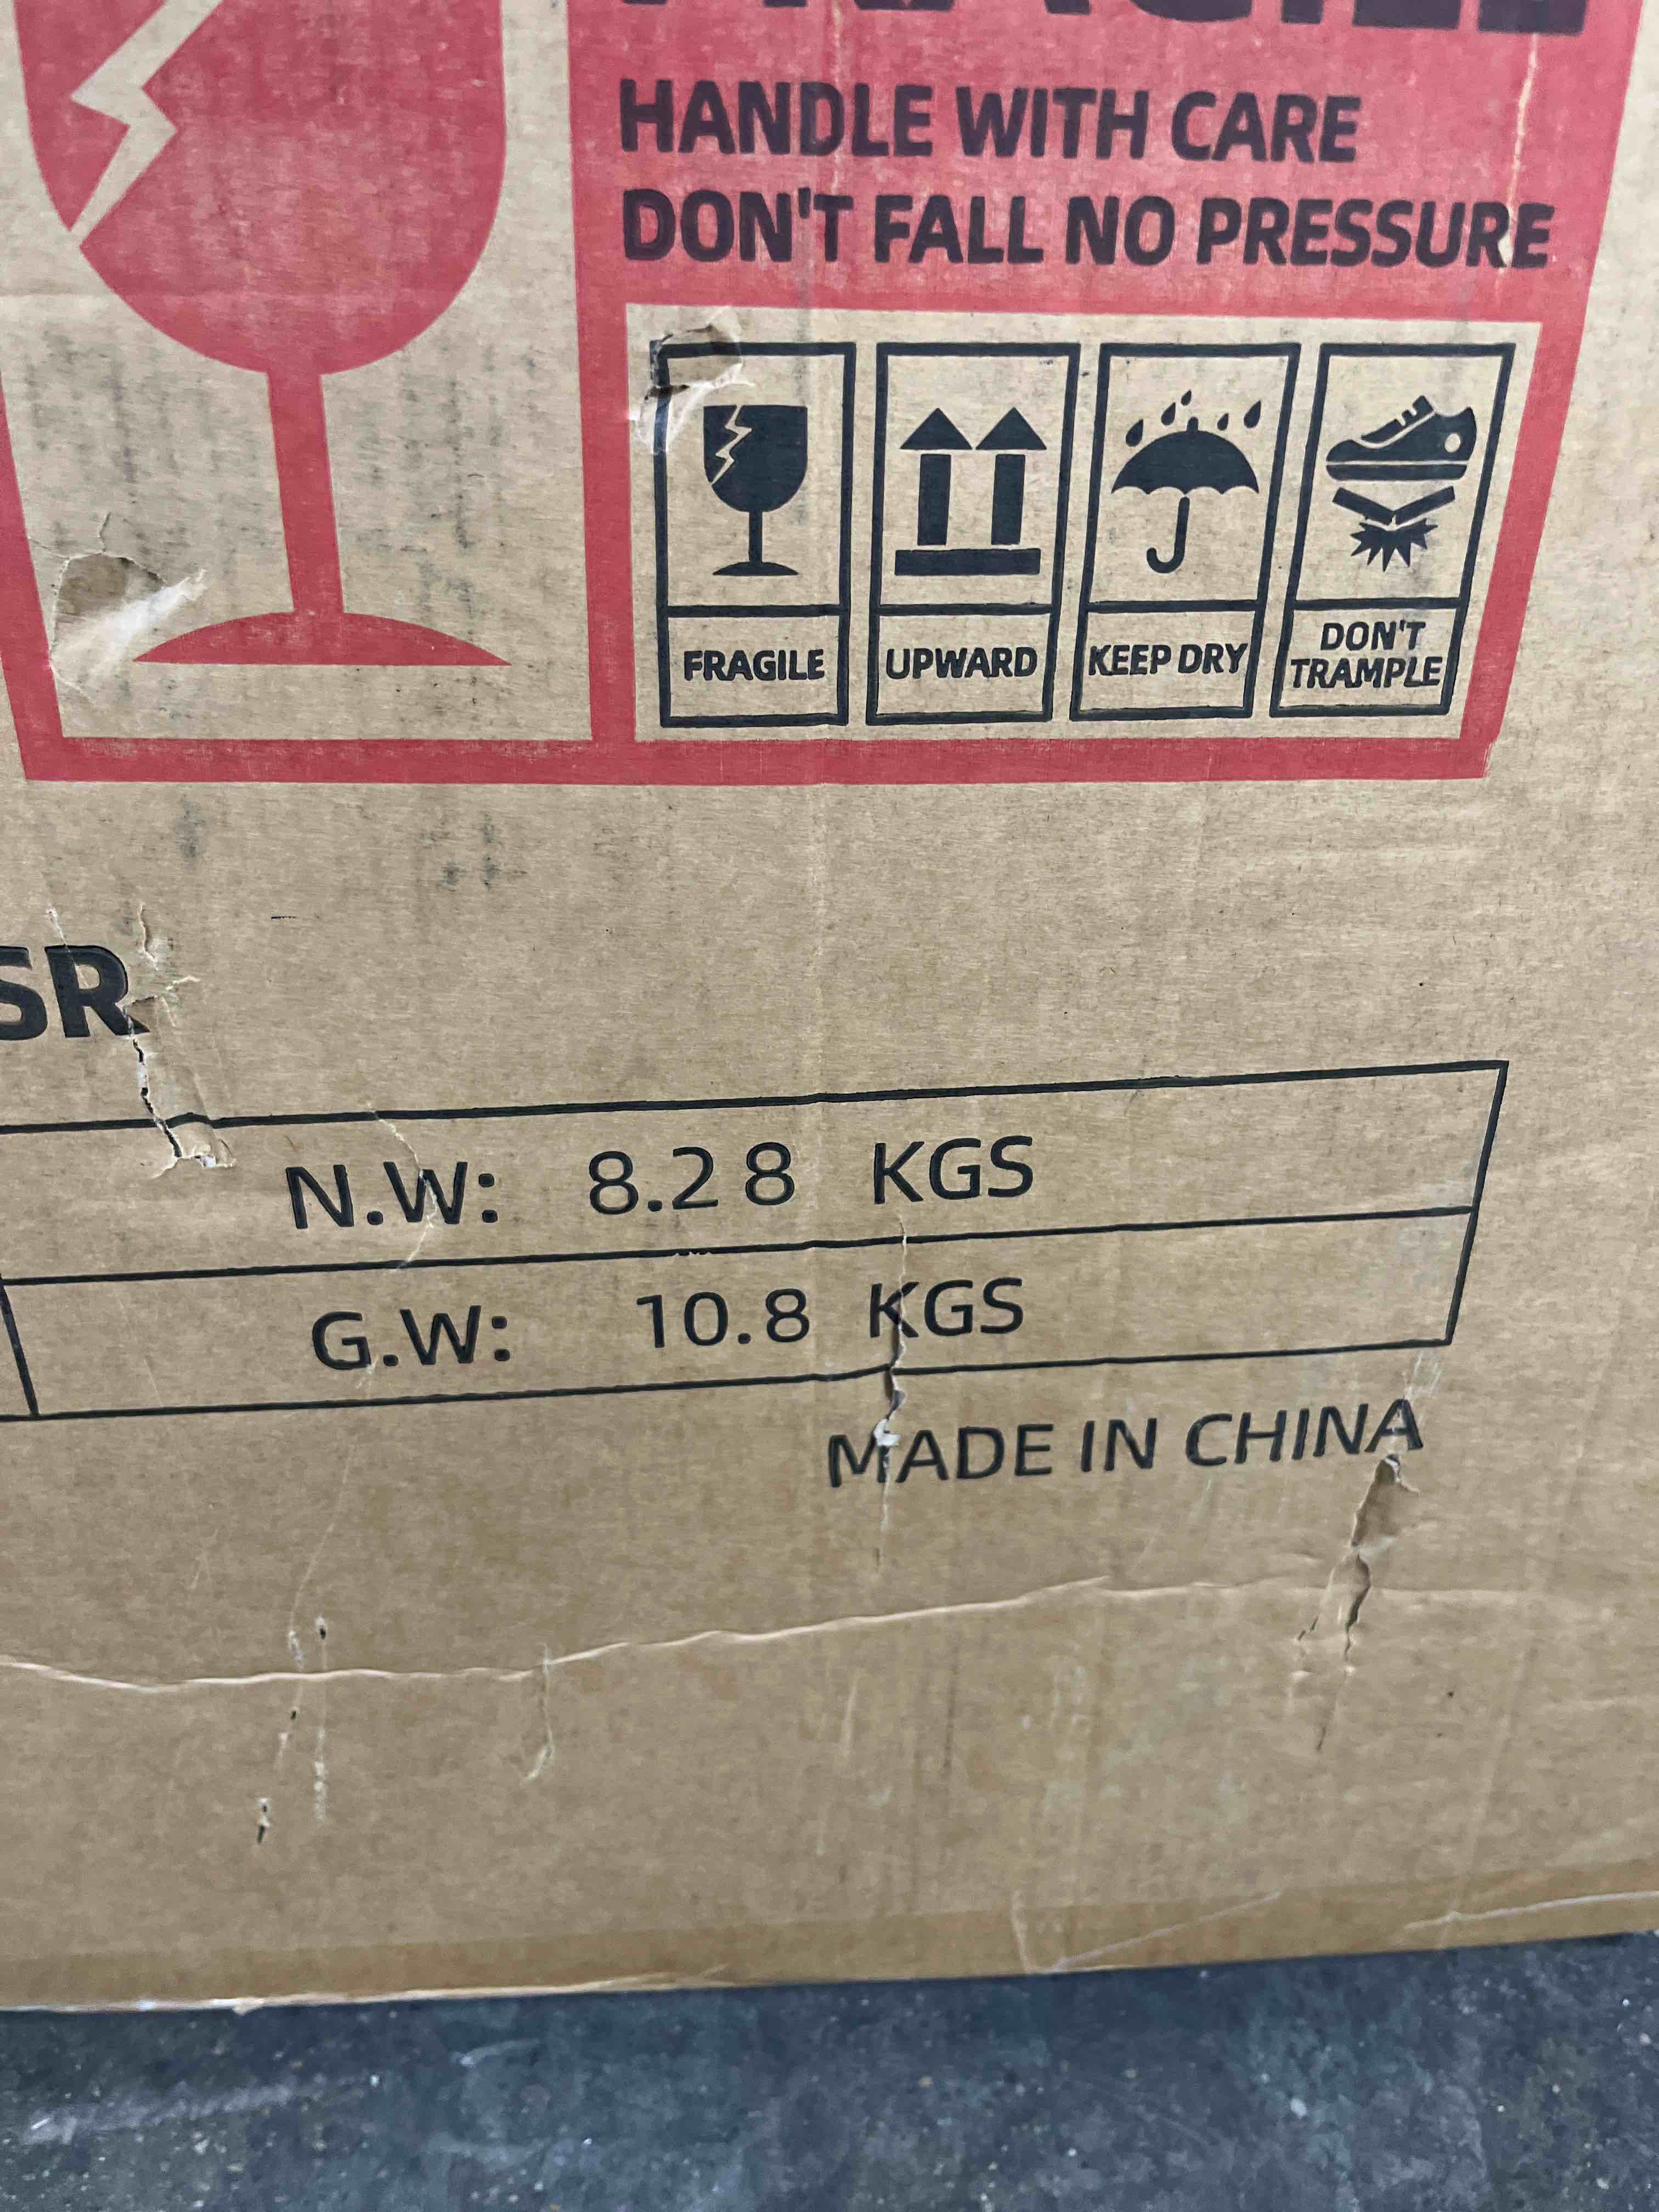 FRAGILE
HANDLE WITH CARE
DON'T FALL NO PRESSURE
FRAGILE
UPWARD
KEEP DRY
DON'T
TRAMPLE
SR
N.W: 8.28 KGS
G.W: 10.8 KGS
MADE IN CHINA